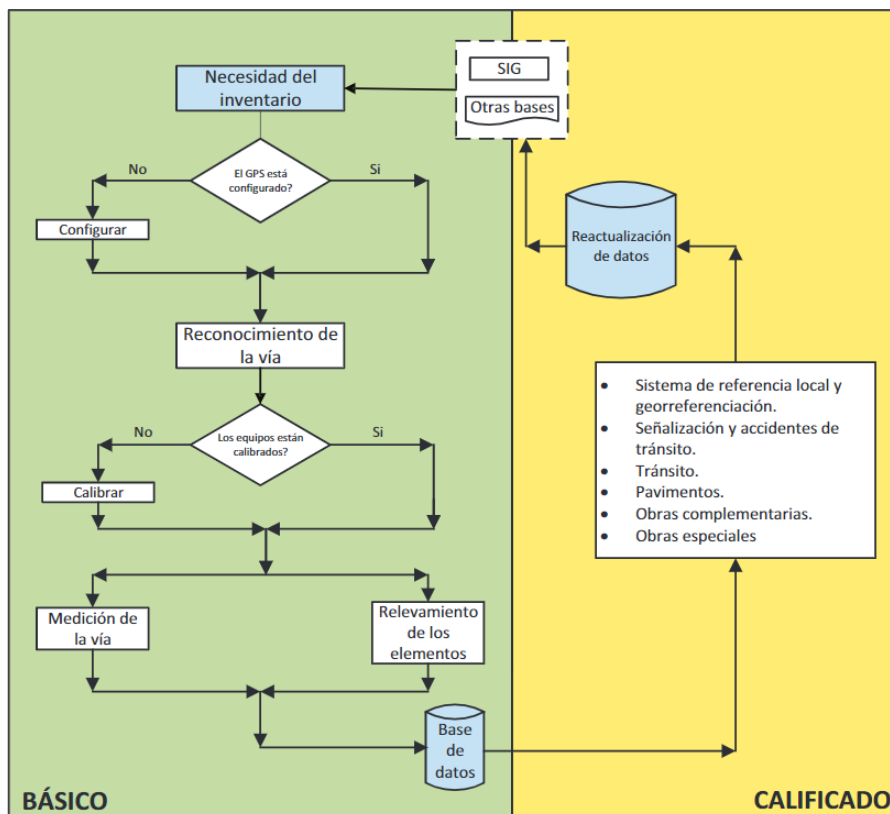 Necesidad del
inventario
SIG
Otras bases
El GPS está
configurado?
No
Si
Configurar
Reactualización
de datos
Reconocimiento de
la vía
Los equipos están
calibrados?
No
Si
Calibrar
• Sistema de referencia local y
georreferenciación.
• Señalización y accidentes de
tránsito.
• Tránsito.
• Pavimentos.
• Obras complementarias.
• Obras especiales
Medición de
la vía
Relevamiento
de los
elementos
Base
de
datos
BÁSICO
CALIFICADO